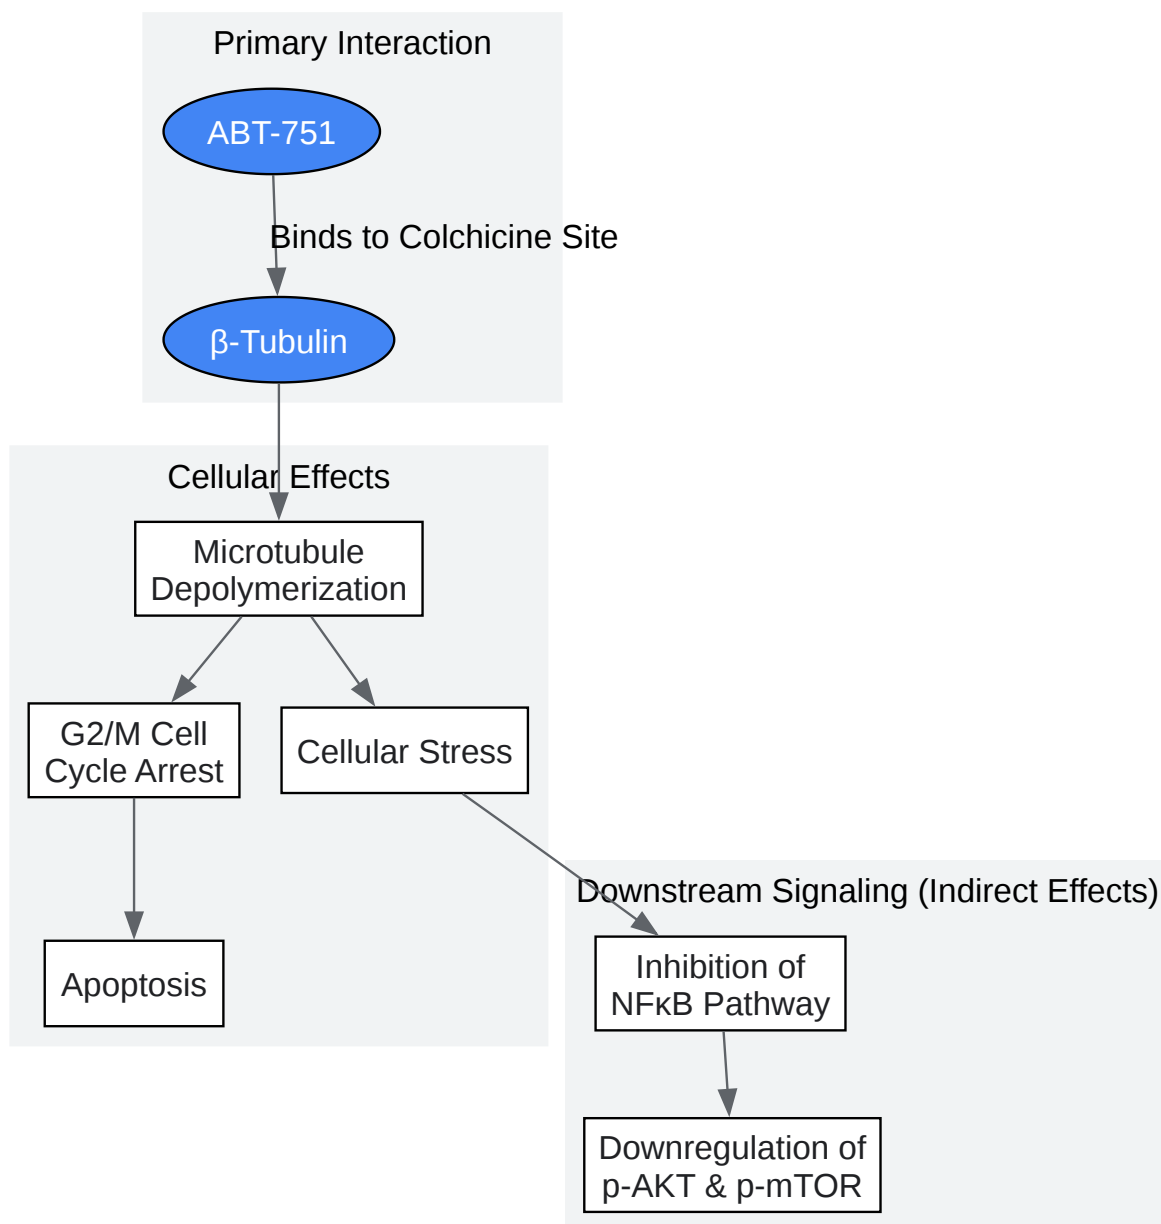 Primary Interaction
ABT-751
Binds to Colchicine Site
β-Tubulin
Cellular Effects
Microtubule
Depolymerization
G2/M Cell
Cycle Arrest
Cellular Stress
Apoptosis
Downstream Signaling (Indirect Effects)
Inhibition of
NFκB Pathway
Downregulation of
p-AKT & p-mTOR